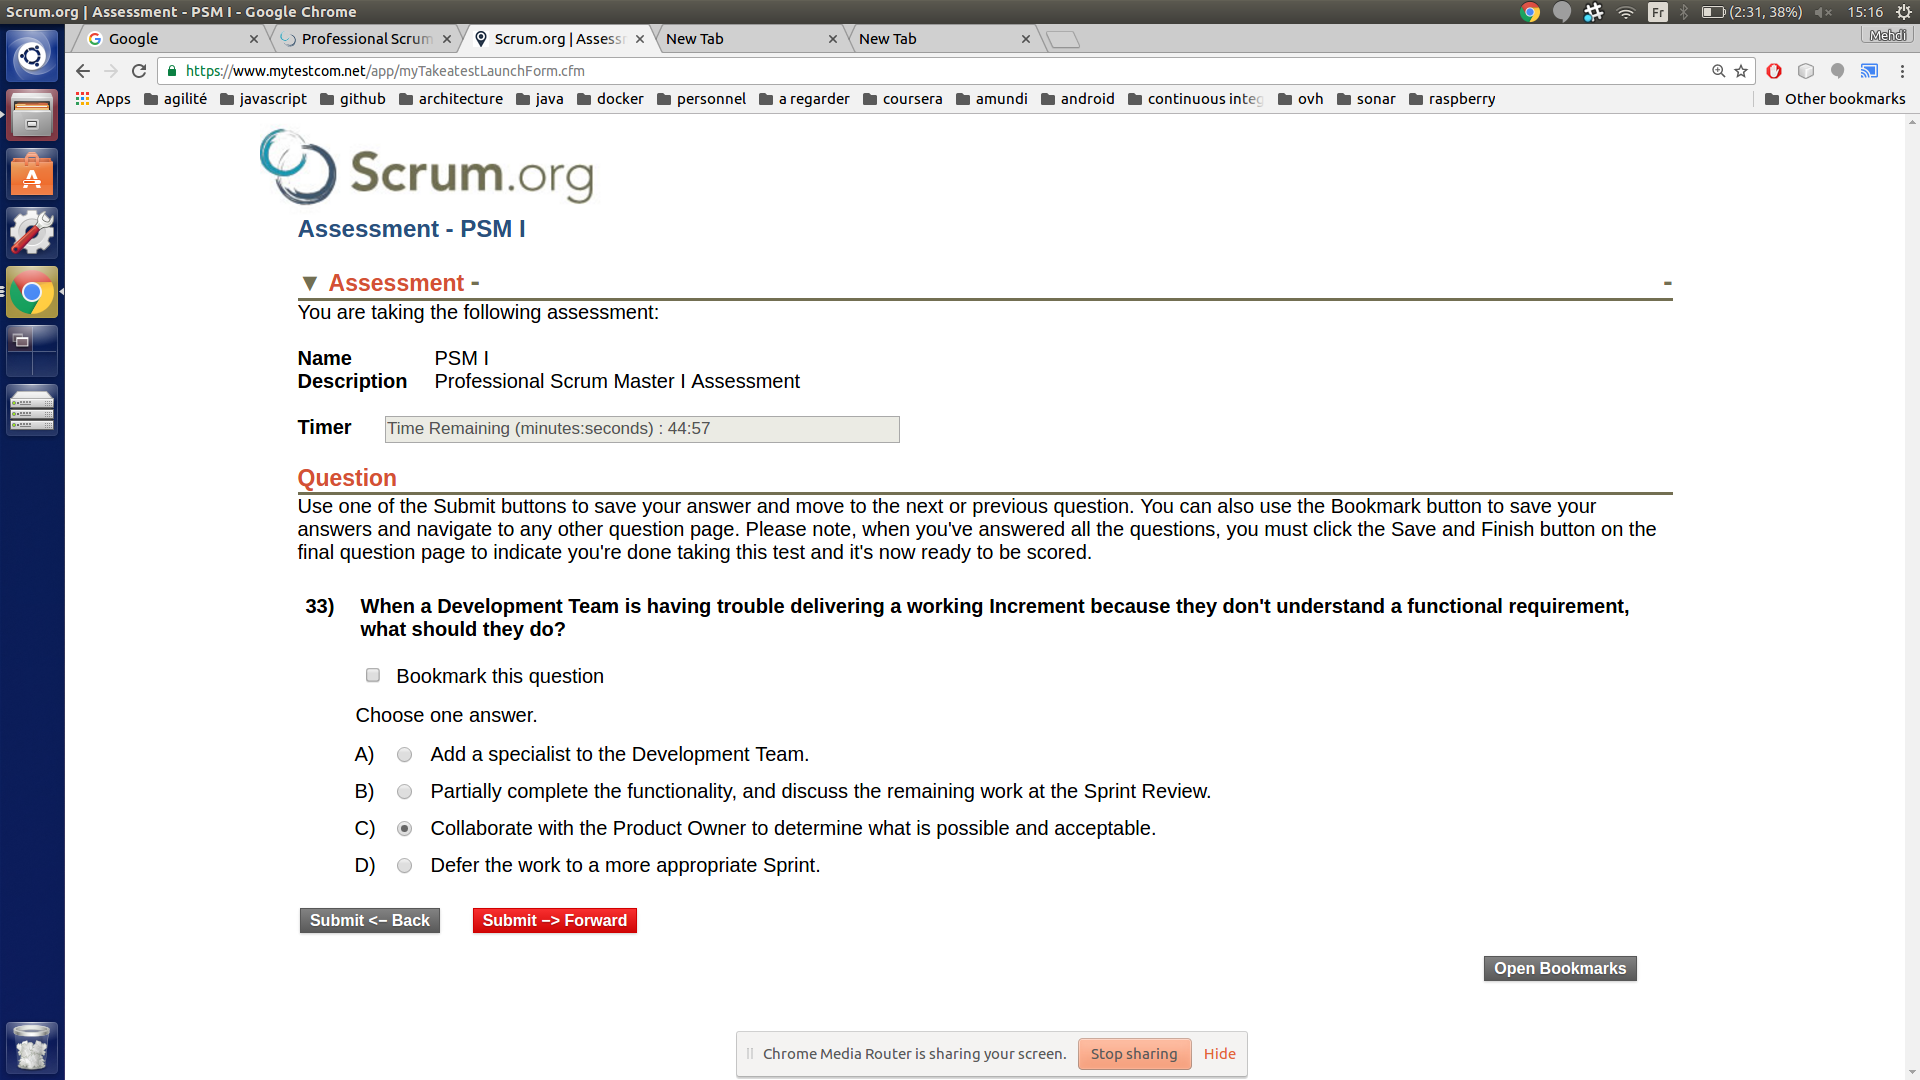 Scrum.org | Assessment - PSM I - Google Chrome
Fr
(2:31, 38%)
15:16
Google
Professional Scrum
Scrum.org | Assess
New Tab
New Tab
Mehdi
https://www.mytestcom.net/app/myTakeatestLaunchForm.cfm
Apps agilité javascript github architecture java docker personnel a regarder coursera amundi android continuous integ ovh sonar raspberry Other bookmarks
Scrum.org
Assessment - PSM I
▼ Assessment - -
You are taking the following assessment:
Name PSM I
Description Professional Scrum Master I Assessment
Timer Time Remaining (minutes:seconds) : 44:57
Question
Use one of the Submit buttons to save your answer and move to the next or previous question. You can also use the Bookmark button to save your
answers and navigate to any other question page. Please note, when you've answered all the questions, you must click the Save and Finish button on the
final question page to indicate you're done taking this test and it's now ready to be scored.
33) When a Development Team is having trouble delivering a working Increment because they don't understand a functional requirement,
what should they do?
Bookmark this question
Choose one answer.
A) Add a specialist to the Development Team.
B) Partially complete the functionality, and discuss the remaining work at the Sprint Review.
C) Collaborate with the Product Owner to determine what is possible and acceptable.
D) Defer the work to a more appropriate Sprint.
Submit <– Back Submit –> Forward
Open Bookmarks
Chrome Media Router is sharing your screen. Stop sharing Hide